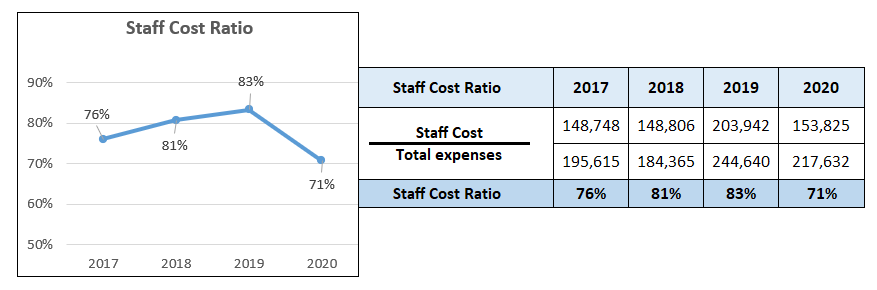 Staff Cost Ratio
90%
80%
70%
60%
50%
76%
81%
83%
71%
2017 2018 2019 2020
Staff Cost Ratio 2017 2018 2019 2020
Staff Cost 148,748 148,806 203,942 153,825
Total expenses 195,615 184,365 244,640 217,632
Staff Cost Ratio 76% 81% 83% 71%